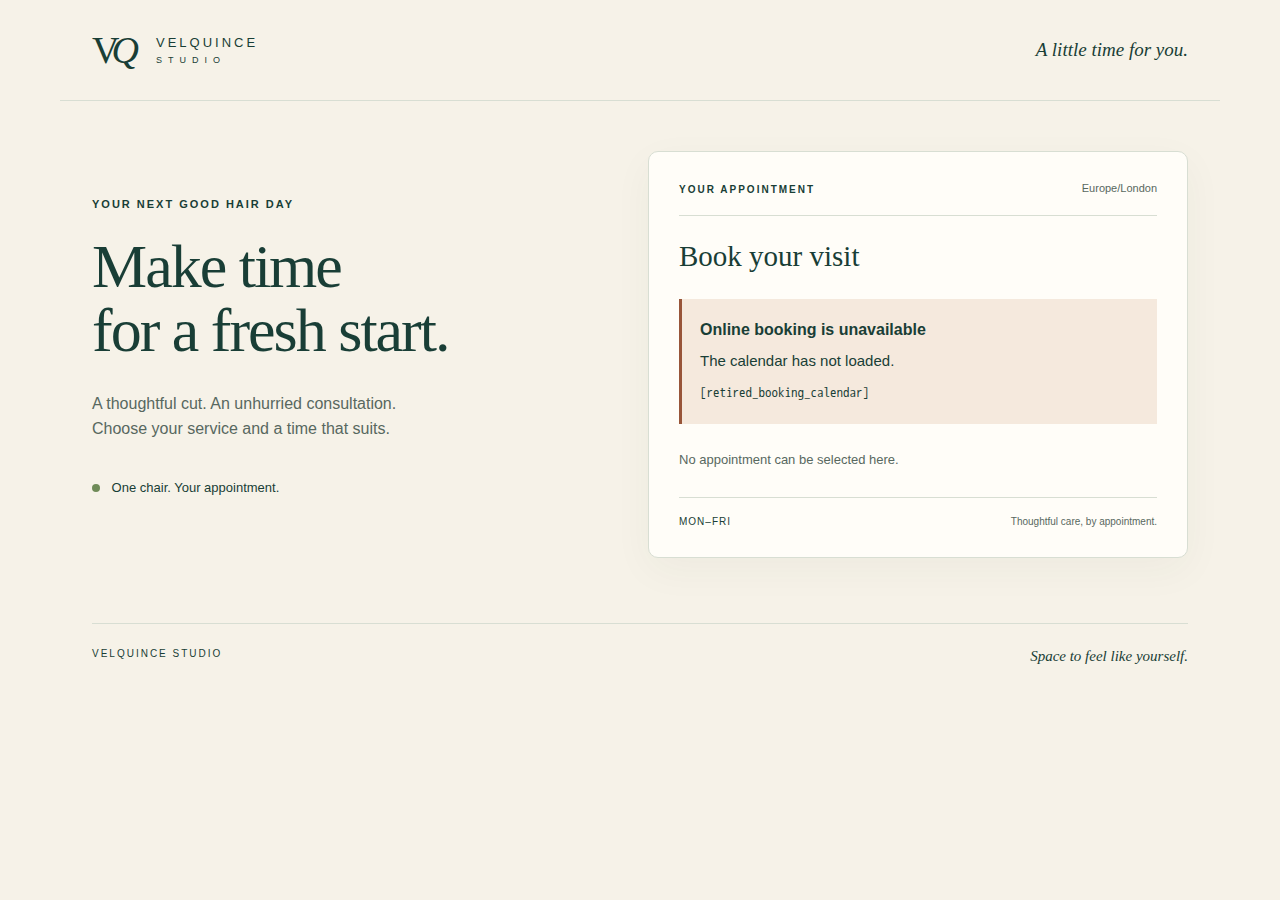 VQ
VELQUINCE
STUDIO
A little time for you.
YOUR NEXT GOOD HAIR DAY
Make time
for a fresh start.
A thoughtful cut. An unhurried consultation.
Choose your service and a time that suits.
One chair. Your appointment.
YOUR APPOINTMENT
Europe/London
Book your visit
Online booking is unavailable
The calendar has not loaded.
[retired_booking_calendar]
No appointment can be selected here.
MON–FRI
Thoughtful care, by appointment.
VELQUINCE STUDIO
Space to feel like yourself.